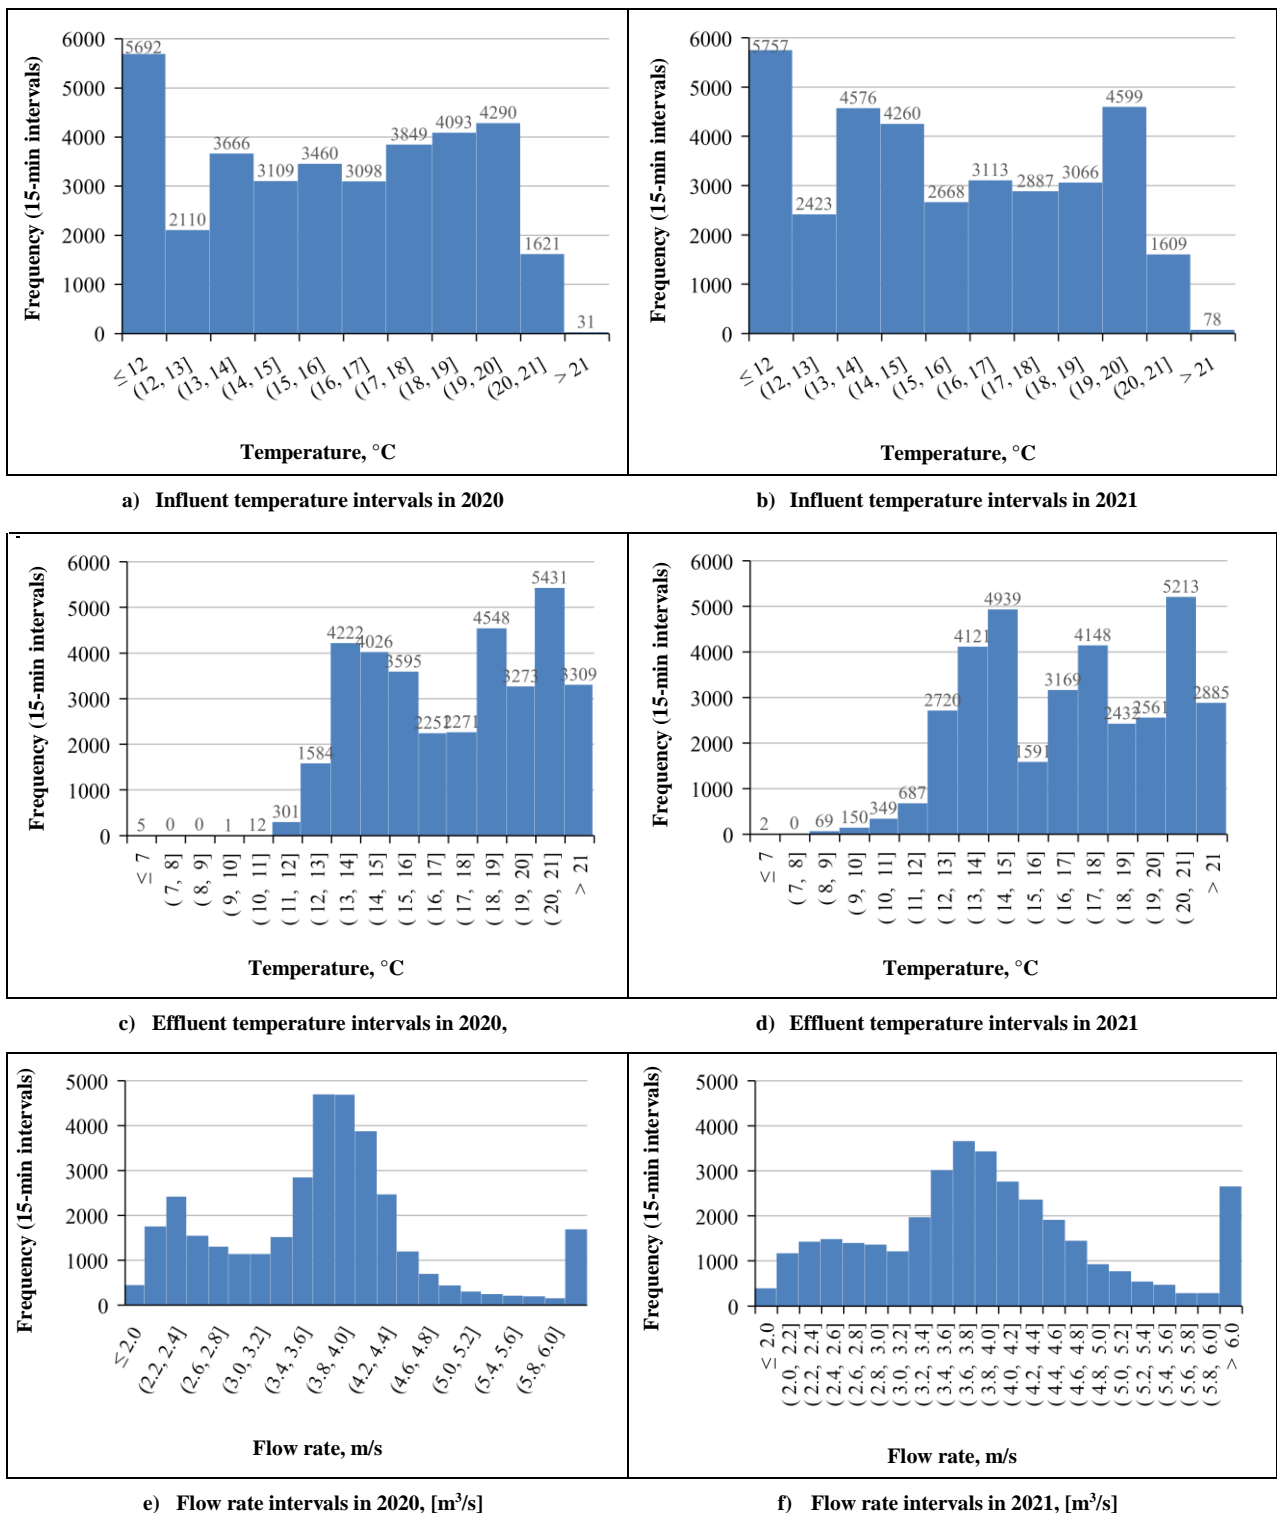 Frequency (15-min intervals)
6000
5000
4000
3000
2000
1000
0
5692
2110
3666
3109
3460
3098
3849
4093
4290
1621
31
≤ 12
(12, 13]
(13, 14]
(14, 15]
(15, 16]
(16, 17]
(17, 18]
(18, 19]
(19, 20]
(20, 21]
> 21
Temperature, °C
a) Influent temperature intervals in 2020
Frequency (15-min intervals)
6000
5000
4000
3000
2000
1000
0
5757
2423
4576
4260
2668
3113
2887
3066
4599
1609
78
≤ 12
(12, 13]
(13, 14]
(14, 15]
(15, 16]
(16, 17]
(17, 18]
(18, 19]
(19, 20]
(20, 21]
> 21
Temperature, °C
b) Influent temperature intervals in 2021
Frequency (15-min intervals)
6000
5000
4000
3000
2000
1000
0
5
0
0
1
12
301
1584
4222
4026
3595
2251
2271
4548
3273
5431
3309
≤ 7
( 7, 8]
( 8, 9]
( 9, 10]
( 10, 11]
( 11, 12]
( 12, 13]
( 13, 14]
( 14, 15]
( 15, 16]
( 16, 17]
( 17, 18]
( 18, 19]
( 19, 20]
( 20, 21]
> 21
Temperature, °C
c) Effluent temperature intervals in 2020,
Frequency (15-min intervals)
6000
5000
4000
3000
2000
1000
0
2
0
69
150
349
687
2720
4121
4939
1591
3169
4148
2432
2561
5213
2885
≤ 7
( 7, 8]
( 8, 9]
( 9, 10]
( 10, 11]
( 11, 12]
( 12, 13]
( 13, 14]
( 14, 15]
( 15, 16]
( 16, 17]
( 17, 18]
( 18, 19]
( 19, 20]
( 20, 21]
> 21
Temperature, °C
d) Effluent temperature intervals in 2021
Frequency (15-min intervals)
5000
4000
3000
2000
1000
0
≤ 2.0
(2.2, 2.4]
(2.6, 2.8]
(3.0, 3.2]
(3.4, 3.6]
(3.8, 4.0]
(4.2, 4.4]
(4.6, 4.8]
(5.0, 5.2]
(5.4, 5.6]
(5.8, 6.0]
Flow rate, m/s
e) Flow rate intervals in 2020, [m³/s]
Frequency (15-min intervals)
5000
4000
3000
2000
1000
0
≤ 2.0
( 2.0, 2.2]
( 2.2, 2.4]
( 2.4, 2.6]
( 2.6, 2.8]
( 2.8, 3.0]
( 3.0, 3.2]
( 3.2, 3.4]
( 3.4, 3.6]
( 3.6, 3.8]
( 3.8, 4.0]
( 4.0, 4.2]
( 4.2, 4.4]
( 4.4, 4.6]
( 4.6, 4.8]
( 4.8, 5.0]
( 5.0, 5.2]
( 5.2, 5.4]
( 5.4, 5.6]
( 5.6, 5.8]
( 5.8, 6.0]
> 6.0
Flow rate, m/s
f) Flow rate intervals in 2021, [m³/s]